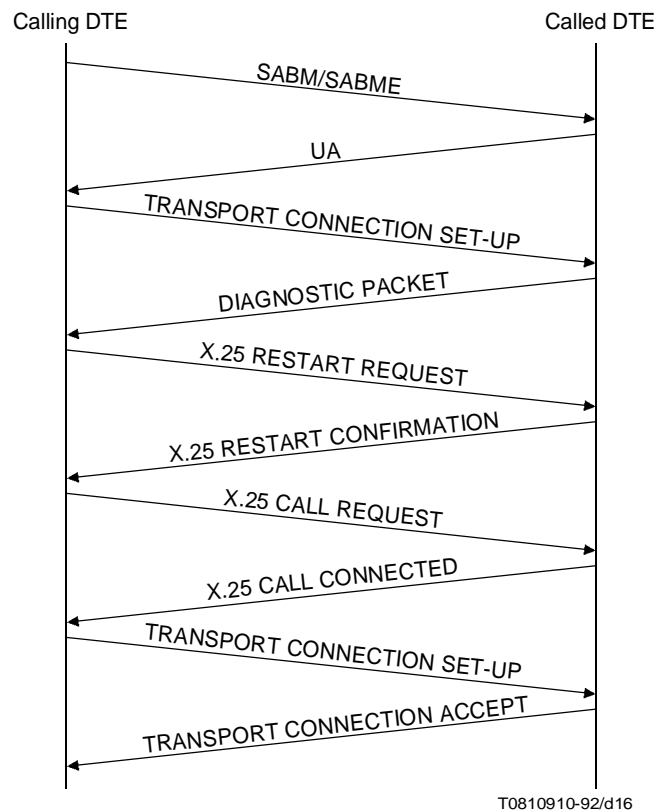 Calling DTE
Called DTE
SABM/SABME
UA
TRANSPORT CONNECTION SET-UP
DIAGNOSTIC PACKET
X.25 RESTART REQUEST
X.25 RESTART CONFIRMATION
X.25 CALL REQUEST
X.25 CALL CONNECTED
TRANSPORT CONNECTION SET-UP
TRANSPORT CONNECTION ACCEPT
T0810910-92/d16